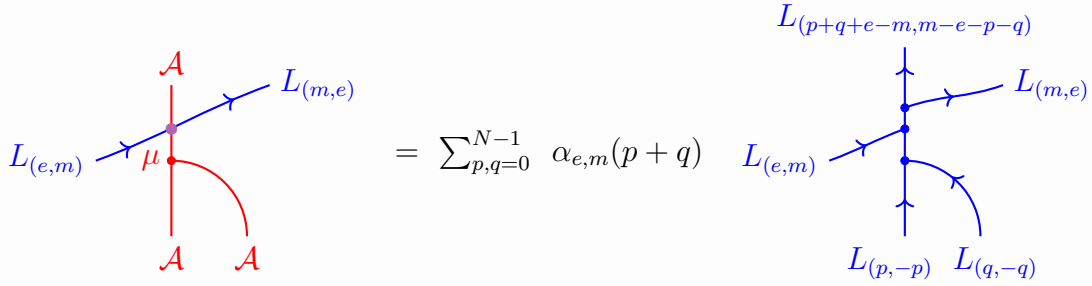 L_{(p+q+e−m,m−e−p−q)}
𝒜
L_{(m,e)}
L_{(m,e)}
μ
L_{(e,m)}
= ∑_{p,q=0}^{N−1} α_{e,m}(p + q)
L_{(e,m)}
𝒜 𝒜
L_{(p,−p)} L_{(q,−q)}